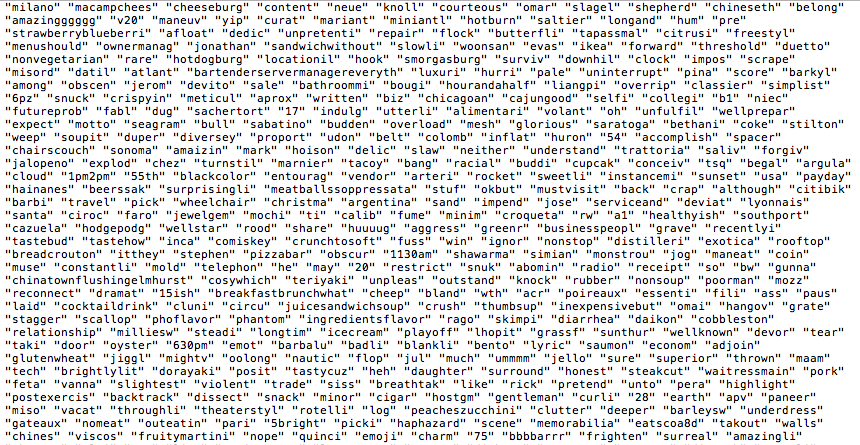 "milano" "macampchees" "cheeseburg" "content" "neue" "knoll" "courteous" "omar" "slagel" "shepherd" "chineseth" "belong"
"amazingggggg" "v20" "maneuv" "yip" "curat" "mariant" "miniantl" "hotburn" "saltier" "longand" "hum" "pre"
"strawberryblueberri" "afloat" "dedic" "unpretenti" "repair" "flock" "butterfli" "tapassmal" "citrusi" "freestyl"
"menushould" "ownermanag" "jonathan" "sandwichwithout" "slowli" "woonsan" "evas" "ikea" "forward" "threshold" "duetto"
"nonvegetarian" "rare" "hotdogburg" "locationil" "hook" "smorgasburg" "surviv" "downhil" "clock" "impos" "scrape"
"misord" "datil" "atlant" "bartenderservermanagereveryth" "luxuri" "hurri" "pale" "uninterrupt" "pina" "score" "barkyl"
"among" "obscen" "jerom" "devito" "sale" "bathroommi" "bougi" "hourandahalf" "liangpi" "overrip" "classier" "simplist"
"6pz" "snuck" "crispyin" "meticul" "aprox" "written" "biz" "chicagoan" "cajungood" "selfi" "collegi" "b1" "niec"
"futureprob" "fabl" "dug" "sachertort" "17" "indulg" "utterli" "alimentari" "volant" "oh" "unfulfil" "wellprepar"
"expect" "motto" "seagram" "bull" "sabatino" "budden" "overload" "mesh" "glorious" "saratoga" "bethani" "coke" "stilton"
"weep" "soupit" "duper" "diversey" "proport" "udon" "belt" "colomb" "inflat" "huron" "54" "accomplish" "spacer"
"chairscouch" "sonoma" "amaizin" "mark" "hoison" "delic" "slaw" "neither" "understand" "trattoria" "saliv" "forgiv"
"jalopeno" "explod" "chez" "turnstil" "marnier" "tacoy" "bang" "racial" "buddi" "cupcak" "conceiv" "tsq" "begal" "argula"
"cloud" "1pm2pm" "55th" "blackcolor" "entourag" "vendor" "arteri" "rocket" "sweetli" "instancemi" "sunset" "usa" "payday"
"hainanes" "beerssak" "surprisingli" "meatballssoppressata" "stuf" "okbut" "mustvisit" "back" "crap" "although" "citibik"
"barbi" "travel" "pick" "wheelchair" "christma" "argentina" "sand" "impend" "jose" "serviceand" "deviat" "lyonnais"
"santa" "ciroc" "faro" "jewelgem" "mochi" "ti" "calib" "fume" "minim" "croqueta" "rw" "a1" "healthyish" "southport"
"cazuela" "hodgepodg" "wellstar" "rood" "share" "huuuug" "aggress" "greenr" "businesspeopl" "grave" "recentlyi"
"tastebud" "tastehow" "inca" "comiskey" "crunchtosoft" "fuss" "win" "ignor" "nonstop" "distilleri" "exotica" "rooftop"
"breadcrouton" "itthey" "stephen" "pizzabar" "obscur" "1130am" "shawarma" "simian" "monstrou" "jog" "maneat" "coin"
"muse" "constantli" "mold" "telephon" "he" "may" "20" "restrict" "snuk" "abomin" "radio" "receipt" "so" "bw" "gunna"
"chinatownflushingelmhurst" "cosywhich" "teriyaki" "unpleas" "outstand" "knock" "rubber" "nonsoup" "poorman" "mozz"
"reconnect" "dramat" "15ish" "breakfastbrunchwhat" "cheep" "bland" "wth" "acr" "poireaux" "essenti" "fili" "ass" "paus"
"laid" "cocktaildrink" "cluni" "circu" "juicesandwichsoup" "crush" "thumbsup" "inexpensivebut" "omai" "hangov" "grate"
"stagger" "scallop" "phoflavor" "phantom" "ingredientsflavor" "rago" "skimpi" "diarrhea" "daikon" "cobbleston"
"relationship" "milliesw" "steadi" "longtim" "icecream" "playoff" "lhopit" "grassf" "sunthur" "wellknown" "devor" "tear"
"taki" "door" "oyster" "630pm" "emot" "barbalu" "badli" "blankli" "bento" "lyric" "saumon" "econom" "adjoin"
"glutenwheat" "jiggl" "mightv" "oolong" "nautic" "flop" "jul" "much" "ummmm" "jello" "sure" "superior" "thrown" "maam"
"tech" "brightlylit" "dorayaki" "posit" "tastycuz" "heh" "daughter" "surround" "honest" "steakcut" "waitressmain" "pork"
"feta" "vanna" "slightest" "violent" "trade" "siss" "breathtak" "like" "rick" "pretend" "unto" "pera" "highlight"
"postexercis" "backtrack" "dissect" "snack" "minor" "cigar" "hostgm" "gentleman" "curli" "28" "earth" "apv" "paneer"
"miso" "vacat" "throughli" "theaterstyl" "rotelli" "log" "peacheszucchini" "clutter" "deeper" "barleysw" "underdress"
"gateaux" "nomeat" "outeatin" "pari" "5bright" "picki" "haphazard" "scene" "memorabilia" "eatscoa8d" "takout" "walls"
"chines" "viscos" "fruitymartini" "nope" "quinci" "emoji" "charm" "75" "bbbbarrr" "frighten" "surreal" "amazingli"